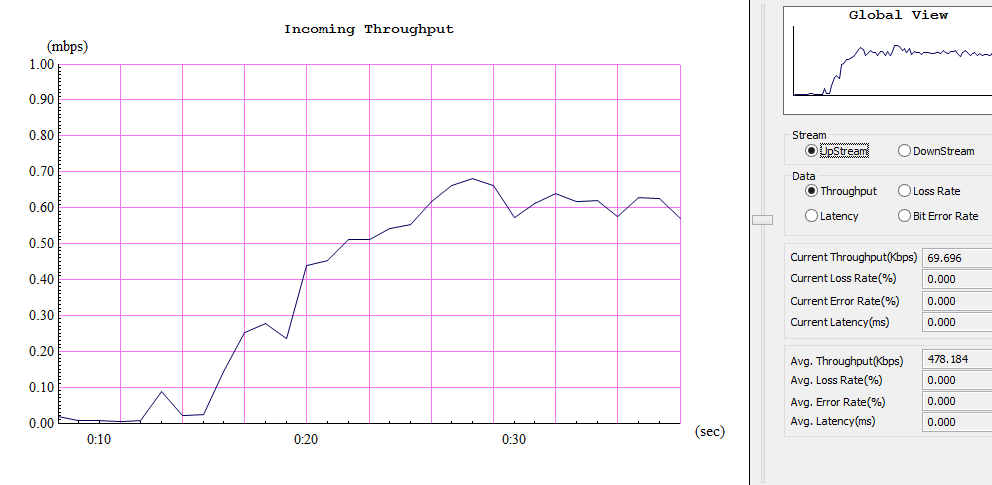 Incoming Throughput
(mbps)
1.00
0.90
0.80
0.70
0.60
0.50
0.40
0.30
0.20
0.10
0.00
0:10
0:20
0:30
(sec)
Global View
Stream
UpStream DownStream
Data
Throughput Loss Rate
Latency Bit Error Rate
Current Throughput(Kbps) 69.696
Current Loss Rate(%) 0.000
Current Error Rate(%) 0.000
Current Latency(ms) 0.000
Avg. Throughput(Kbps) 478.184
Avg. Loss Rate(%) 0.000
Avg. Error Rate(%) 0.000
Avg. Latency(ms) 0.000